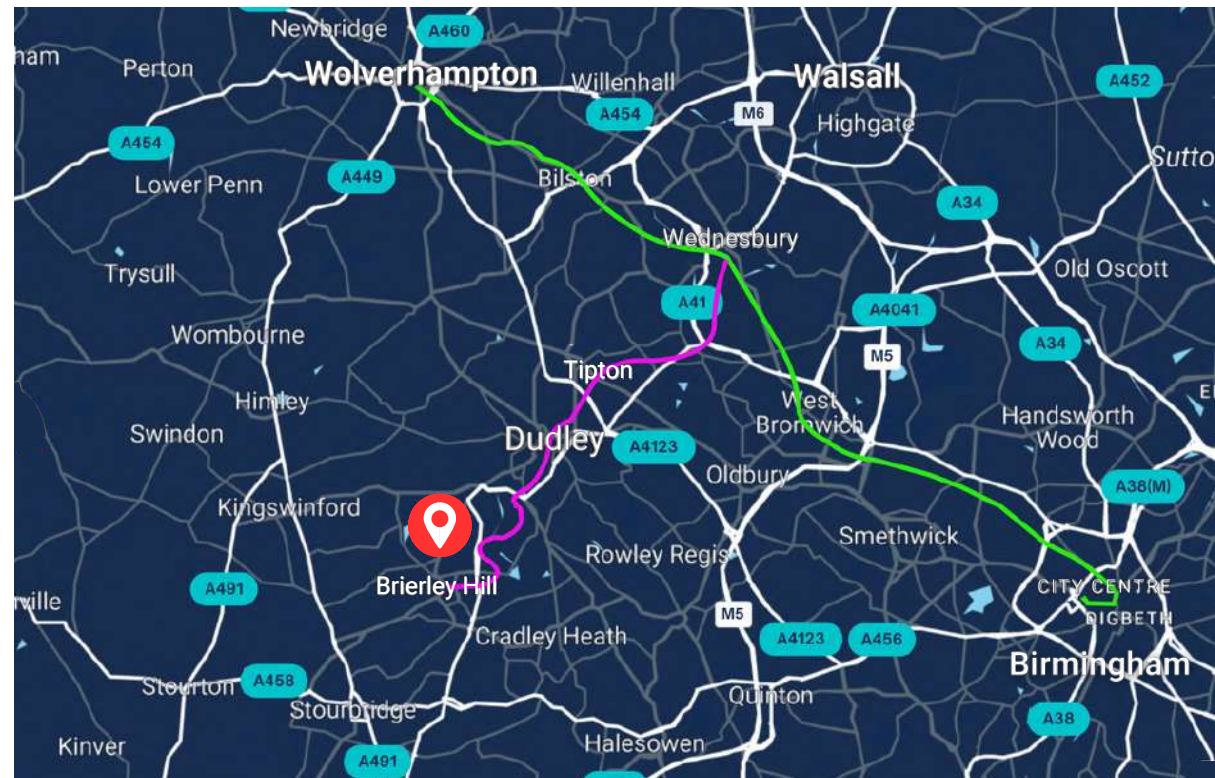 Newbridge
A460
ham
Perton
Wolverhampton
Willenhall
Walsall
A452
A454
M6
Highgate
A454
Sutto
Lower Penn
A449
Bilston
A34
Wednesbury
Trysull
Old Oscott
A41
A4041
Wombourne
A34
M5
Tipton
Himley
West
Bromwich
Handsworth
Wood
Swindon
Dudley
A4123
Oldbury
A38(M)
Kingswinford
Smethwick
Rowley Regis
Brierley Hill
A491
CITY CENTRE
ville
M5
DIGBETH
Cradley Heath
A4123
A456
Birmingham
Stourton
A458
Quinton
Stourbridge
A38
Kinver
Halesowen
A491